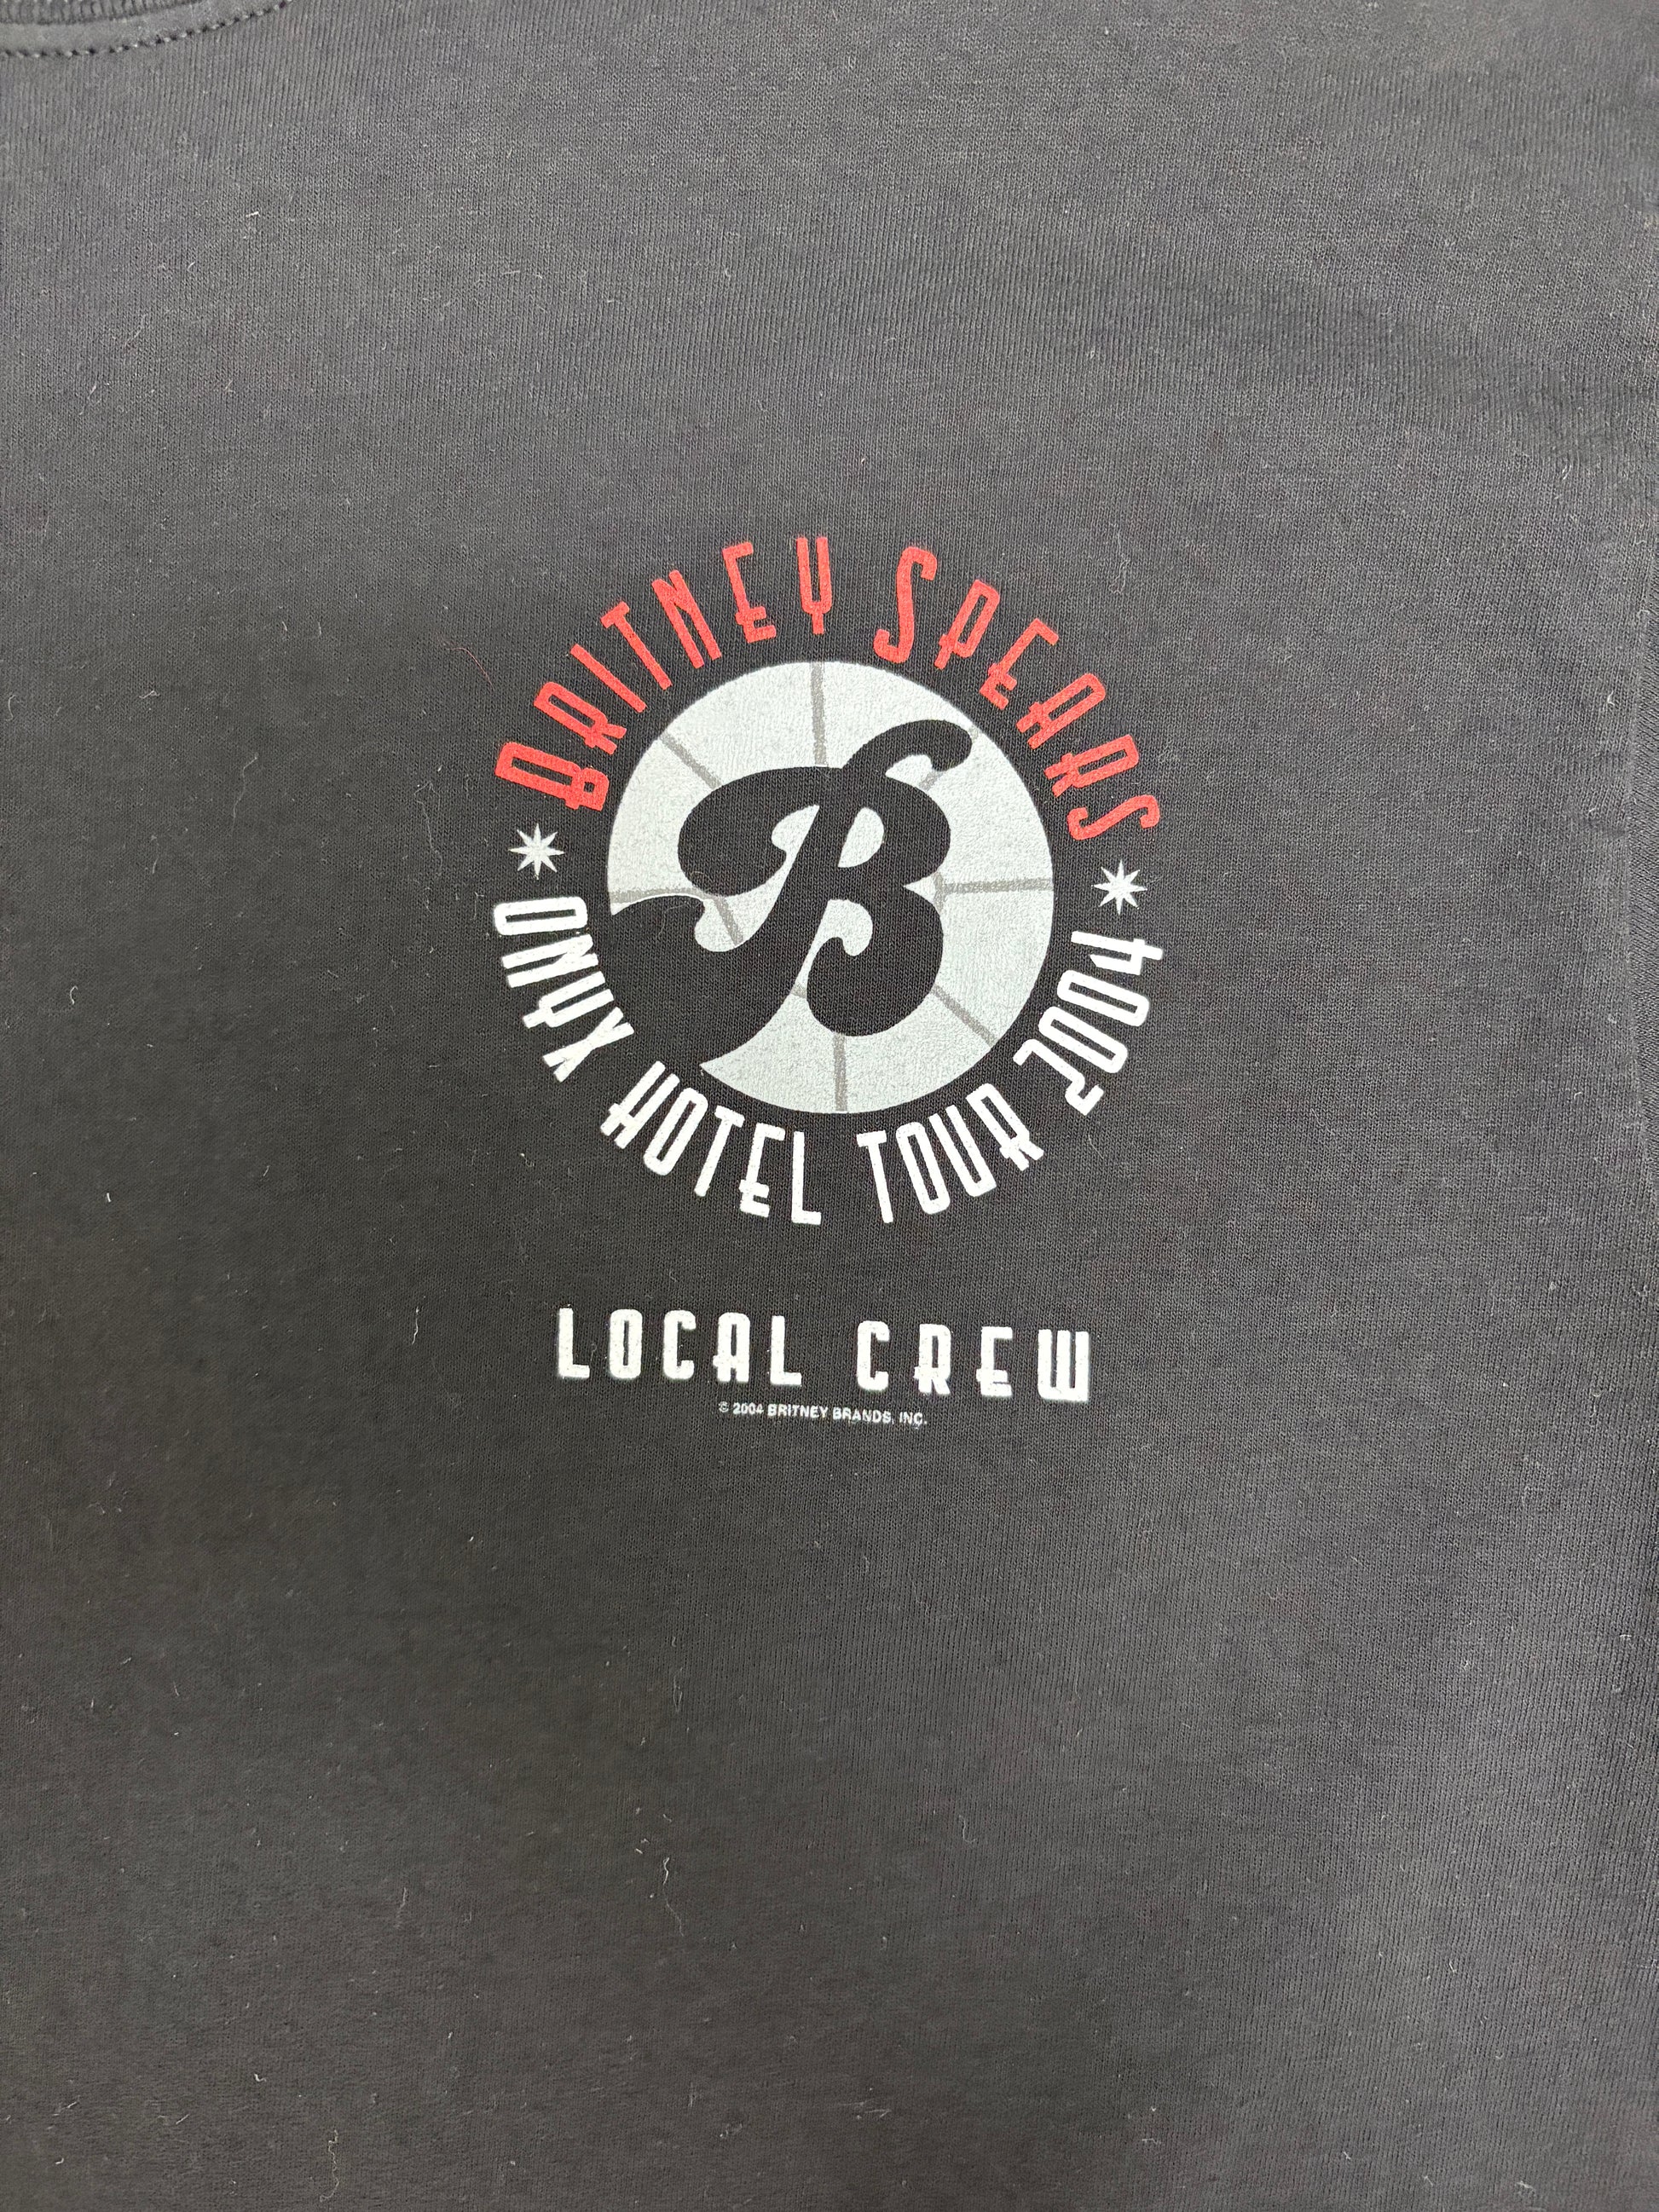 BRITNEY SPEARS
B
ONYX HOTEL TOUR 2004
LOCAL CREW
© 2004 BRITNEY BRANDS, INC.